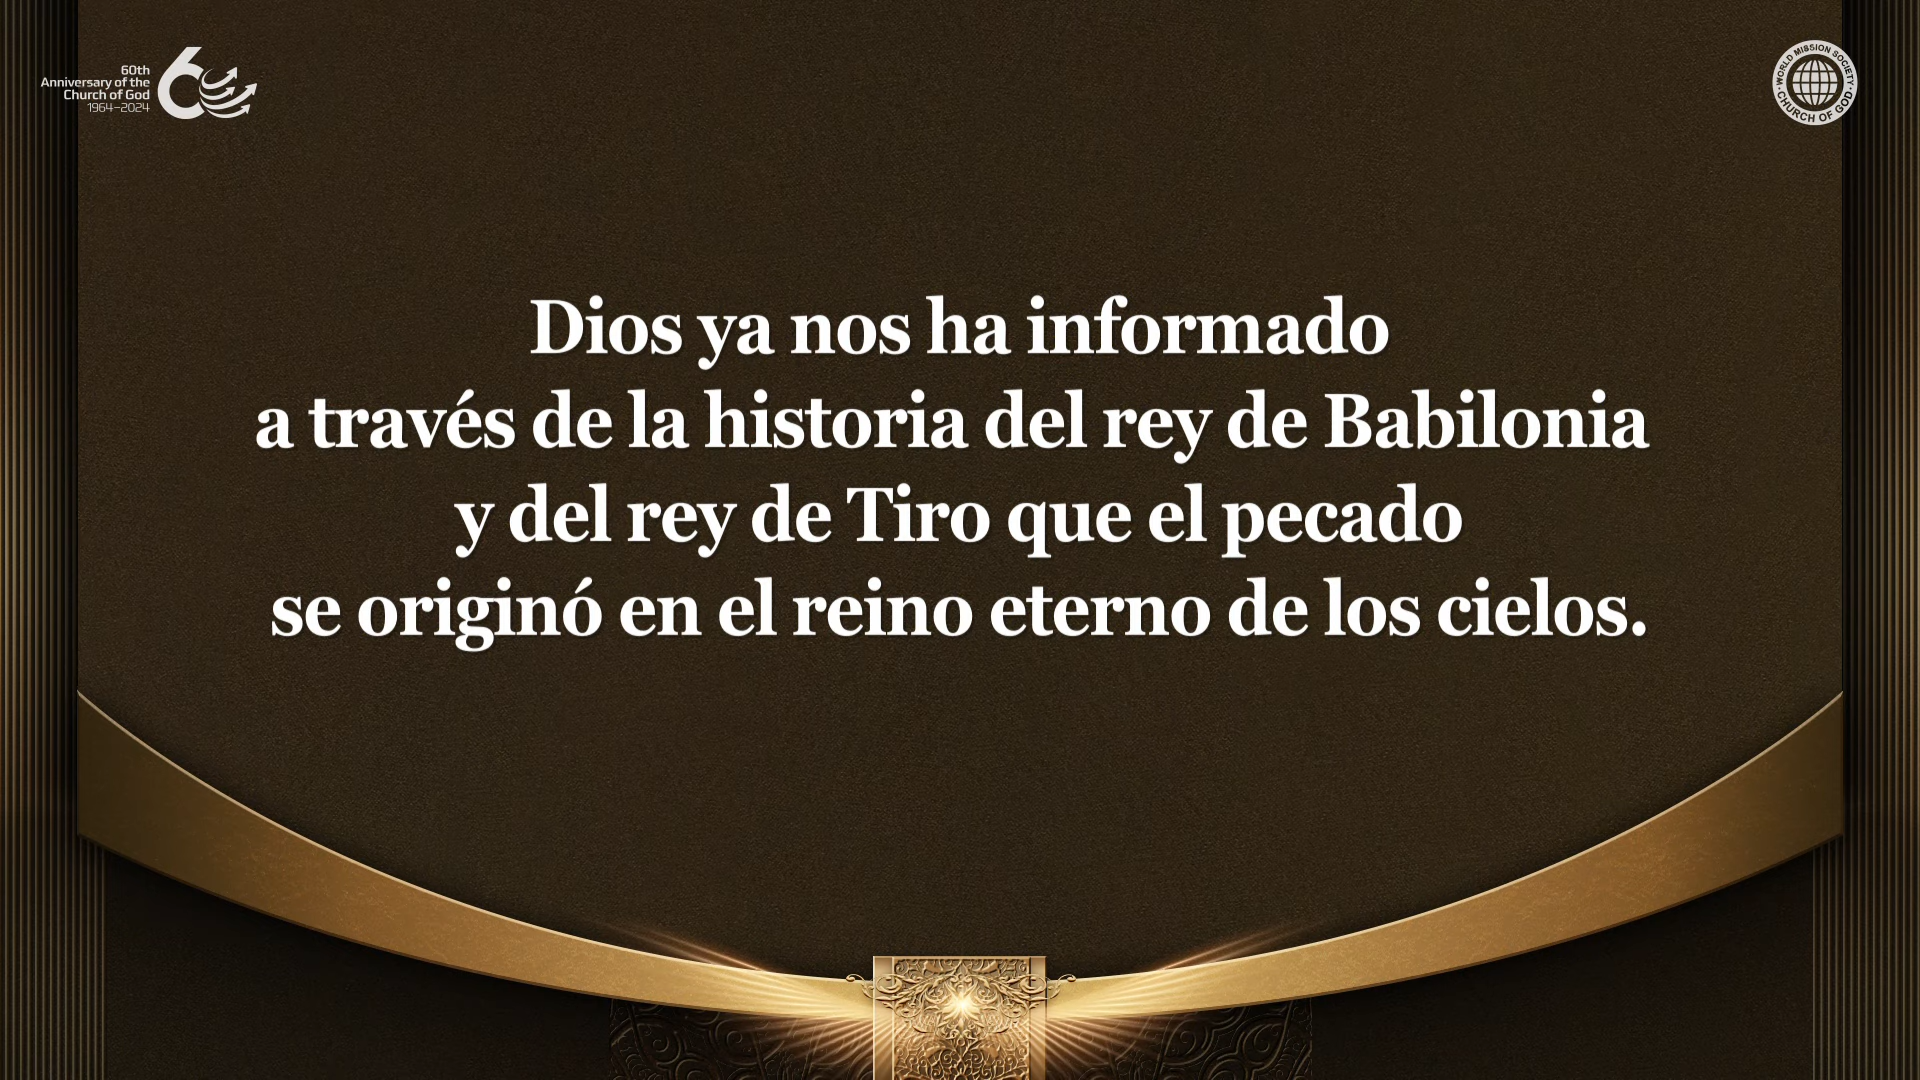 60th
Anniversary of the
Church of God
1964–2024
WORLD MISSION SOCIETY
CHURCH OF GOD
Dios ya nos ha informado
a través de la historia del rey de Babilonia
y del rey de Tiro que el pecado
se originó en el reino eterno de los cielos.